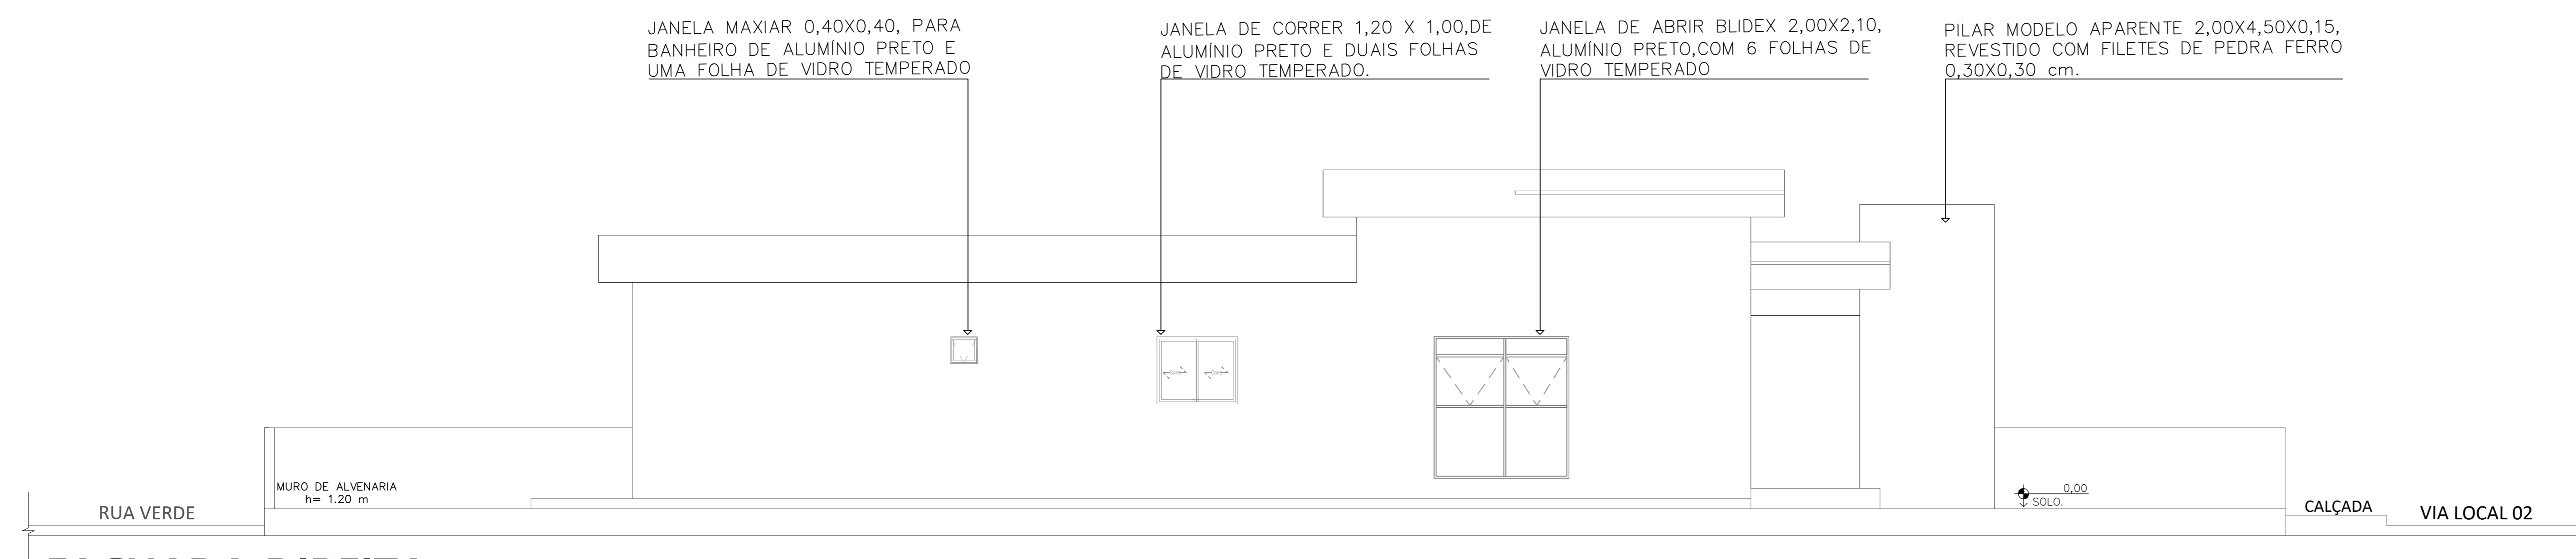 JANELA MAXIAR 0,40X0,40, PARA
BANHEIRO DE ALUMÍNIO PRETO E
UMA FOLHA DE VIDRO TEMPERADO
JANELA DE CORRER 1,20 X 1,00,DE
ALUMÍNIO PRETO E DUAIS FOLHAS
DE VIDRO TEMPERADO.
JANELA DE ABRIR BLIDEX 2,00X2,10,
ALUMÍNIO PRETO,COM 6 FOLHAS DE
VIDRO TEMPERADO
PILAR MODELO APARENTE 2,00X4,50X0,15,
REVESTIDO COM FILETES DE PEDRA FERRO
0,30X0,30 cm.
MURO DE ALVENARIA
h= 1.20 m
RUA VERDE
0,00
SOLO.
CALÇADA
VIA LOCAL 02